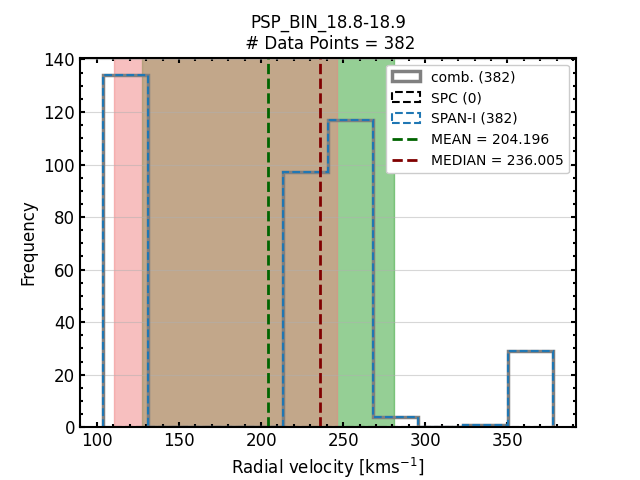 PSP_BIN_18.8-18.9
# Data Points = 382
140
120
100
80
60
40
20
0
Frequency
comb. (382)
SPC (0)
SPAN-I (382)
MEAN = 204.196
MEDIAN = 236.005
100 150 200 250 300 350
Radial velocity [kms⁻¹]